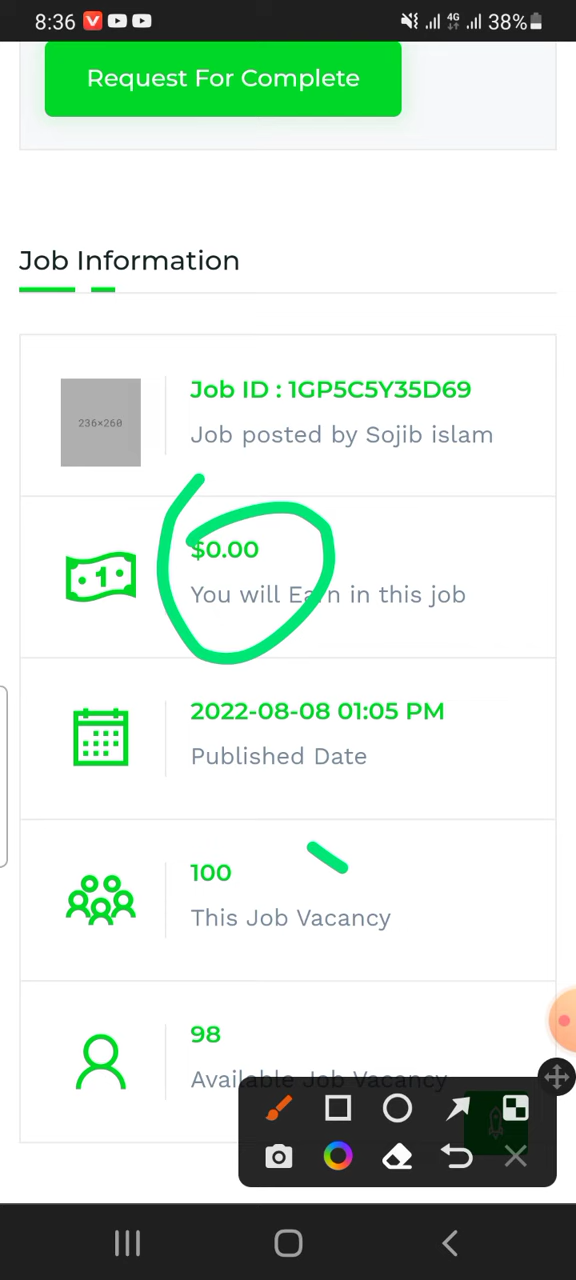 8:36 4G 38%
Request For Complete
Job Information
236×260
Job ID : 1GP5C5Y35D69
Job posted by Sojib islam
1
$0.00
You will Earn in this job
2022-08-08 01:05 PM
Published Date
100
This Job Vacancy
98
Available Job Vacancy